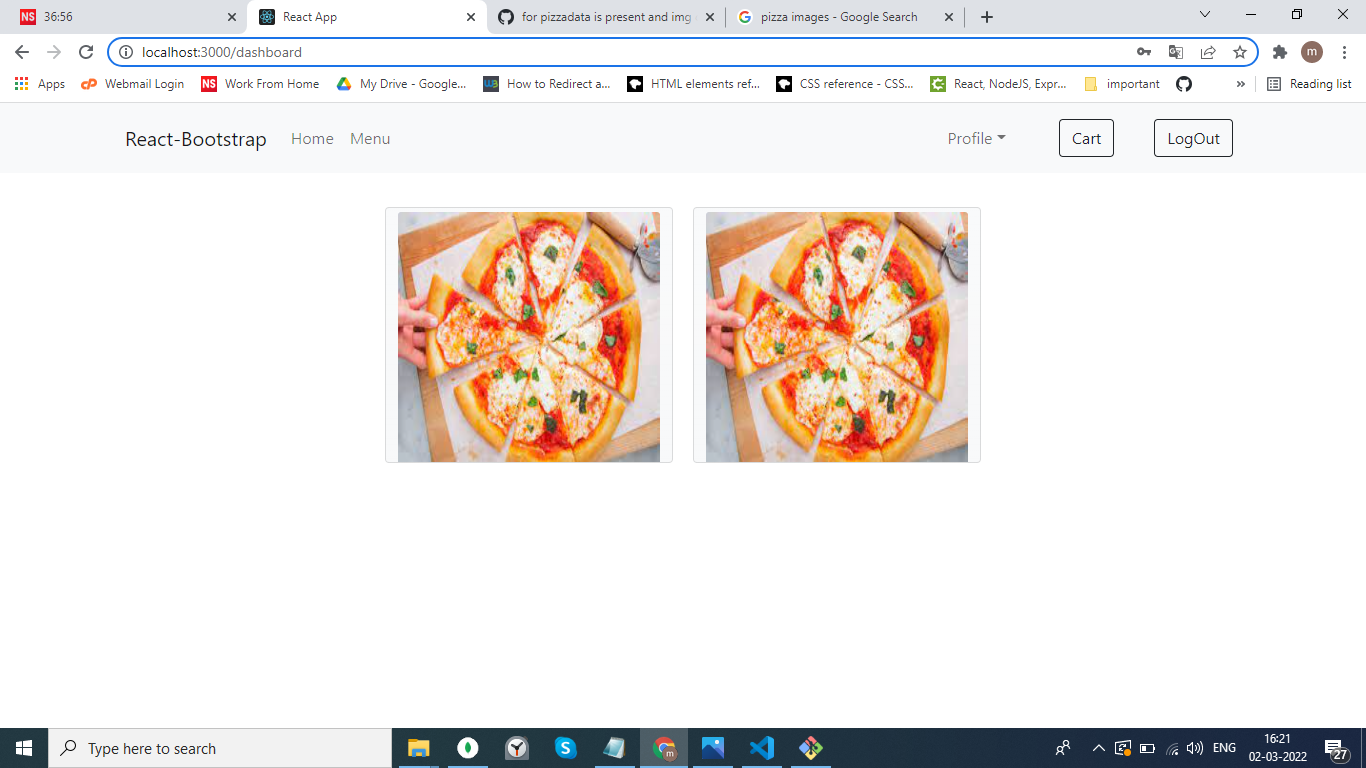 NS 36:56 React App for pizzadata is present and img pizza images - Google Search
localhost:3000/dashboard m
Apps Webmail Login NS Work From Home My Drive - Google... How to Redirect a... HTML elements ref... CSS reference - CSS... React, NodeJS, Expr... important » Reading list
React-Bootstrap Home Menu Profile Cart LogOut
Type here to search ENG 16:21
02-03-2022 27